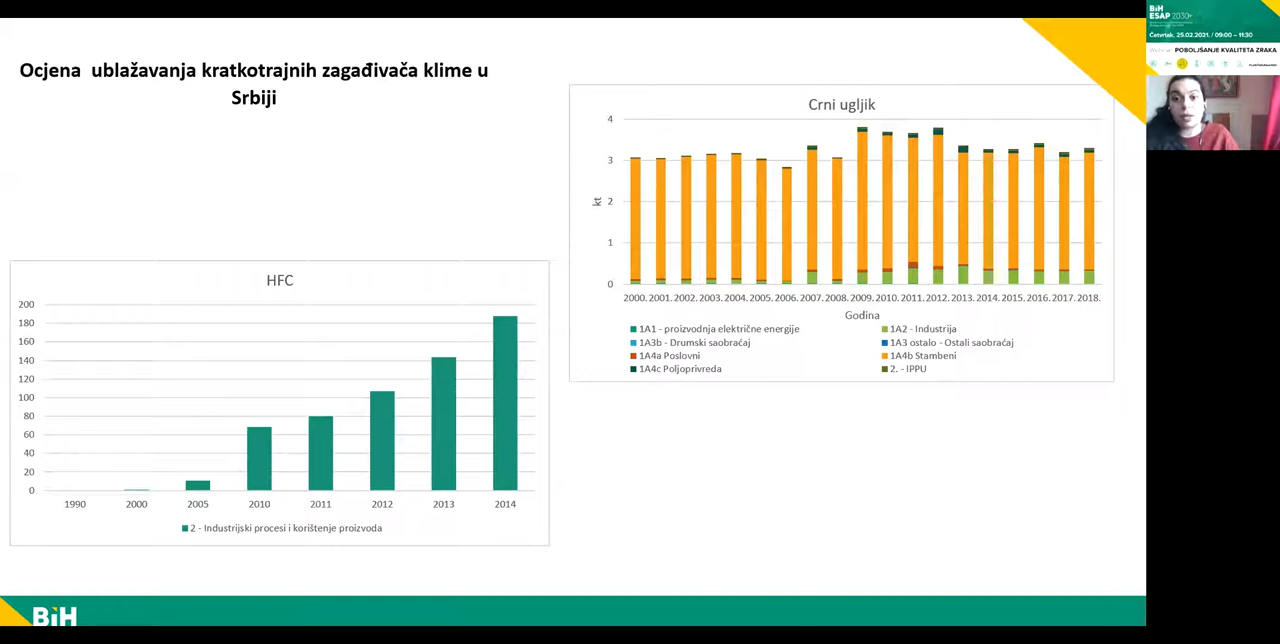 Ocjena ublažavanja kratkotrajnih zagađivača klime u
Srbiji
HFC
200
180
160
140
120
100
80
60
40
20
0
1990 2000 2005 2010 2011 2012 2013 2014
2 - Industrijski procesi i korištenje proizvoda
Crni ugljik
4
3
2
1
0
kt
2000. 2001. 2002. 2003. 2004. 2005. 2006. 2007. 2008. 2009. 2010. 2011. 2012. 2013. 2014. 2015. 2016. 2017. 2018.
Godina
1A1 - proizvodnja električne energije 1A2 - Industrija
1A3b - Drumski saobraćaj 1A3 ostalo - Ostali saobraćaj
1A4a Poslovni 1A4b Stambeni
1A4c Poljoprivreda 2. - IPPU
BiH
BiH
ESAP 2030+
Četvrtak, 25.02.2021. / 09:00 – 11:30
Webinar: POBOLJŠANJE KVALITETA ZRAKA